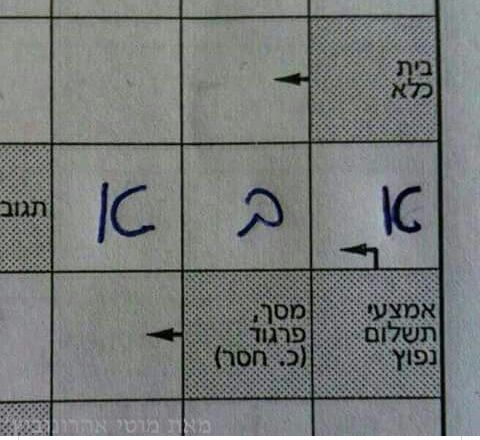 בית
כלא
א ב א
תגוב
אמצעי
תשלום
נפוץ
מסך,
פרגוד
(כ. חסר)
מאת מוטי אהרונוביץ